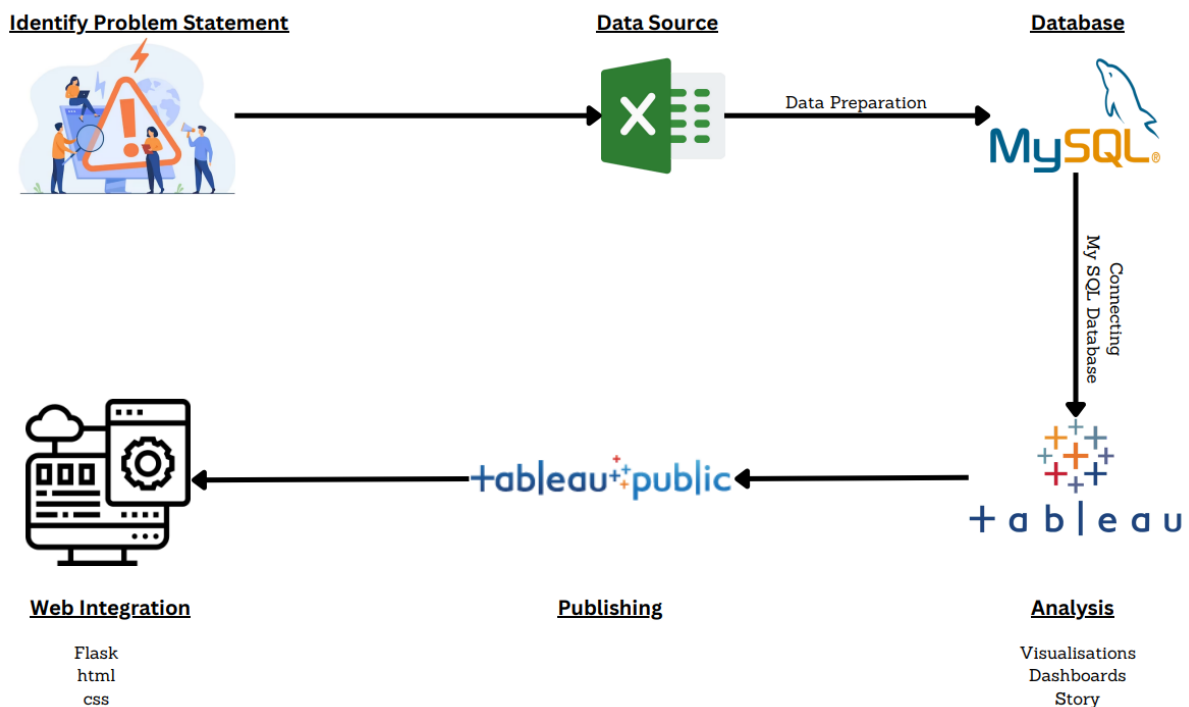 Identify Problem Statement
Data Source
Database
X
Data Preparation
MySQL®
Connecting
My SQL Database
tableau public
tableau
Web Integration
Publishing
Analysis
Flask
html
css
Visualisations
Dashboards
Story